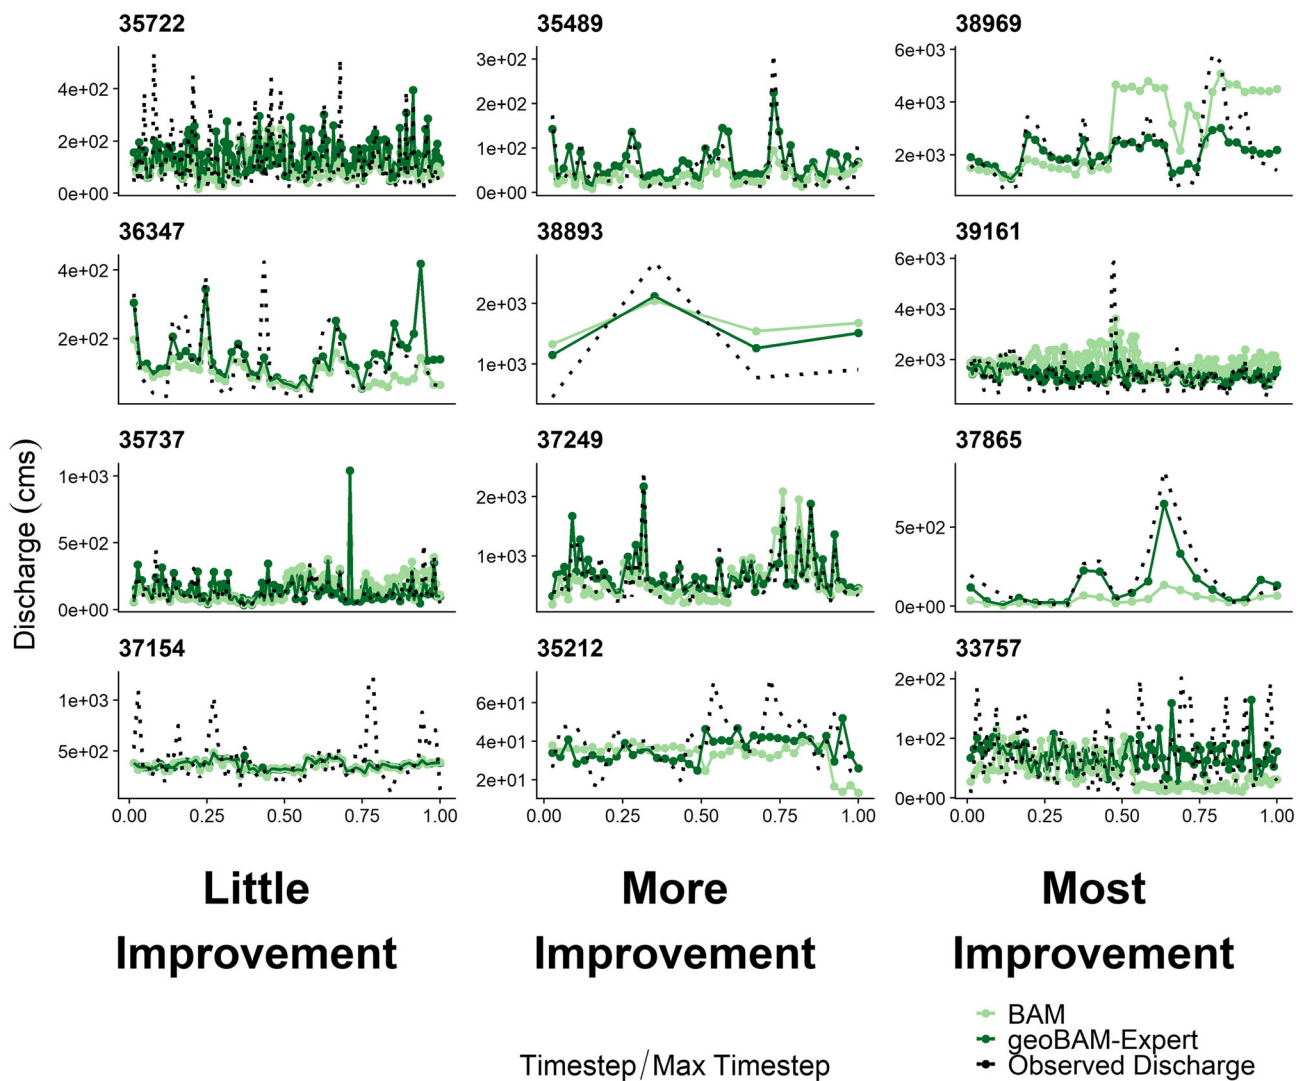 35722
35489
38969
4e+02
2e+02
0e+00
3e+02
2e+02
1e+02
0e+00
6e+03
4e+03
2e+03
36347
38893
39161
4e+02
2e+02
2e+03
1e+03
6e+03
4e+03
2e+03
35737
37249
37865
1e+03
5e+02
0e+00
2e+03
1e+03
5e+02
0e+00
37154
35212
33757
1e+03
5e+02
6e+01
4e+01
2e+01
2e+02
1e+02
0e+00
0.00 0.25 0.50 0.75 1.00
0.00 0.25 0.50 0.75 1.00
0.00 0.25 0.50 0.75 1.00
Discharge (cms)
Little
Improvement
More
Improvement
Most
Improvement
BAM
geoBAM-Expert
Observed Discharge
Timestep/Max Timestep